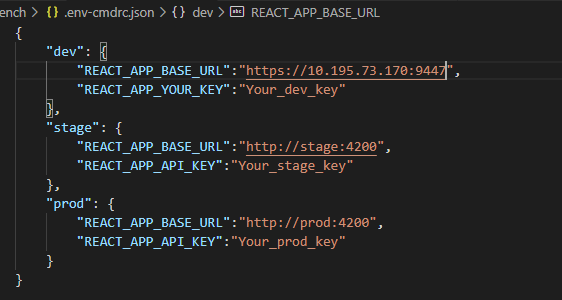 ench > {.} .env-cmdrc.json > {} dev > abc REACT_APP_BASE_URL
{
    "dev": {
        "REACT_APP_BASE_URL":"https://10.195.73.170:9447",
        "REACT_APP_YOUR_KEY":"Your_dev_key"
    },
    "stage": {
        "REACT_APP_BASE_URL":"http://stage:4200",
        "REACT_APP_API_KEY":"Your_stage_key"
    },
    "prod": {
        "REACT_APP_BASE_URL":"http://prod:4200",
        "REACT_APP_API_KEY":"Your_prod_key"
    }
}